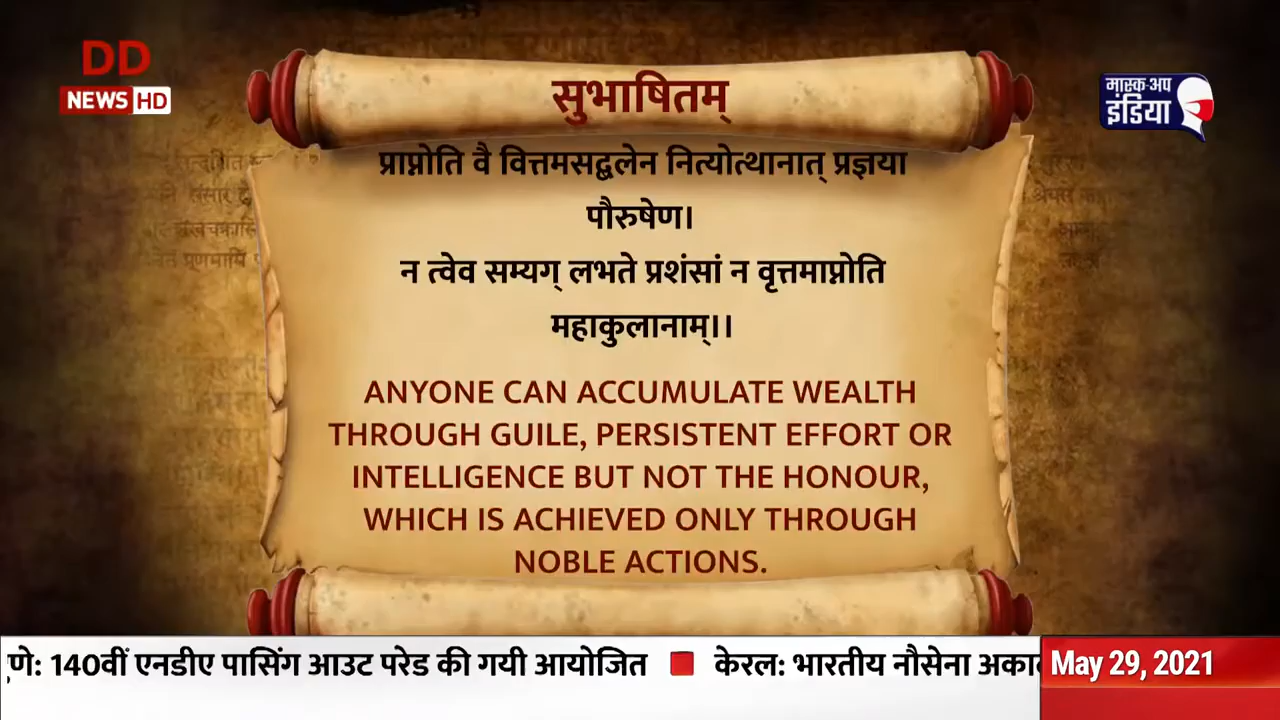 DD
NEWS HD
मास्क-अप
इंडिया
सुभाषितम्
प्राप्नोति वै वित्तमसद्बलेन नित्योत्थानात् प्रज्ञया
पौरुषेण।
न त्वेव सम्यग् लभते प्रशंसां न वृत्तमाप्नोति
महाकुलानाम्।।
ANYONE CAN ACCUMULATE WEALTH
THROUGH GUILE, PERSISTENT EFFORT OR
INTELLIGENCE BUT NOT THE HONOUR,
WHICH IS ACHIEVED ONLY THROUGH
NOBLE ACTIONS.
णे: 140वीं एनडीए पासिंग आउट परेड की गयी आयोजित केरल: भारतीय नौसेना
May 29, 2021